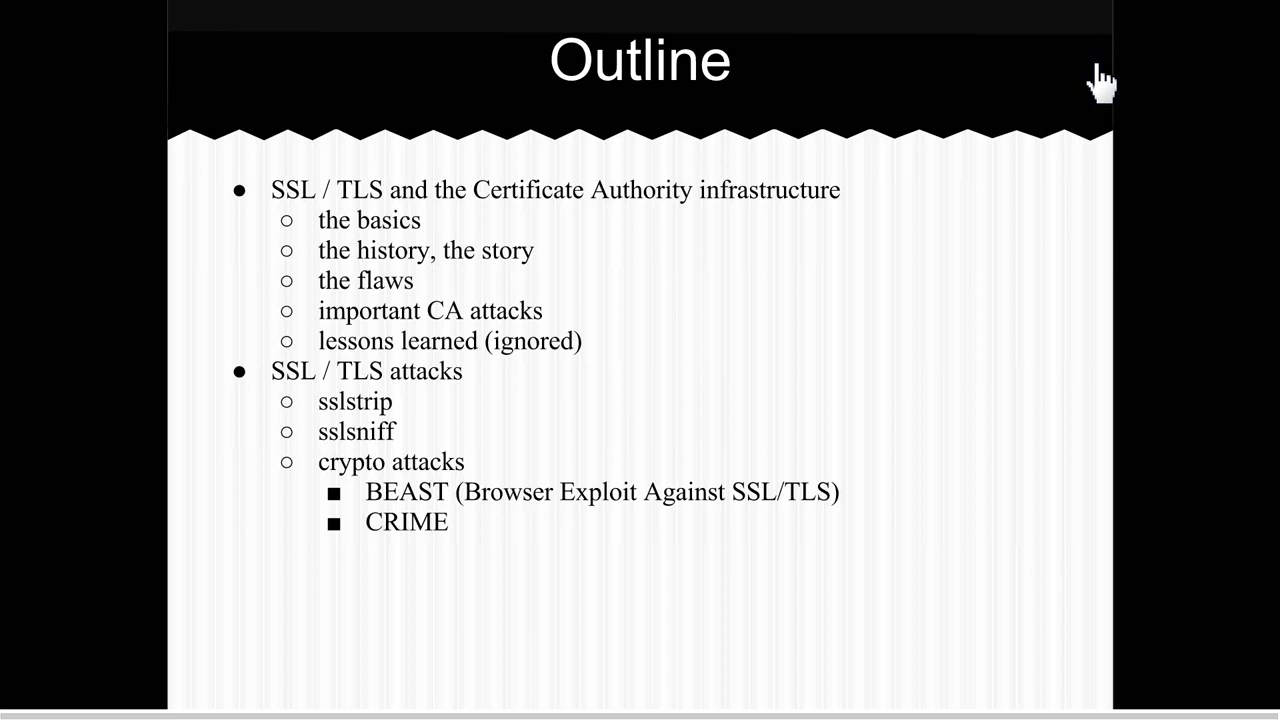 Outline
● SSL / TLS and the Certificate Authority infrastructure
○ the basics
○ the history, the story
○ the flaws
○ important CA attacks
○ lessons learned (ignored)
● SSL / TLS attacks
○ sslstrip
○ sslsniff
○ crypto attacks
■ BEAST (Browser Exploit Against SSL/TLS)
■ CRIME